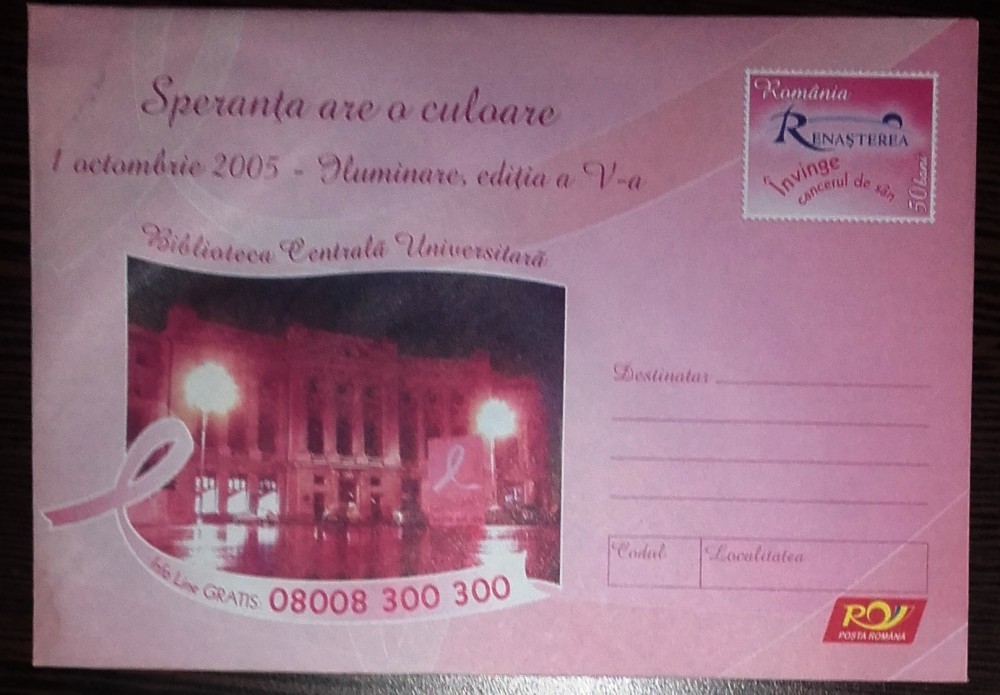 Speranța are o culoare
1 octombrie 2005 - Iluminare, ediția a V-a
România
RENAȘTEREA
Învinge
cancerul de sân
50 bani
Biblioteca Centrală Universitară
Destinatar
Codul
Localitatea
Info Line GRATIS: 08008 300 300
POȘTA ROMÂNĂ